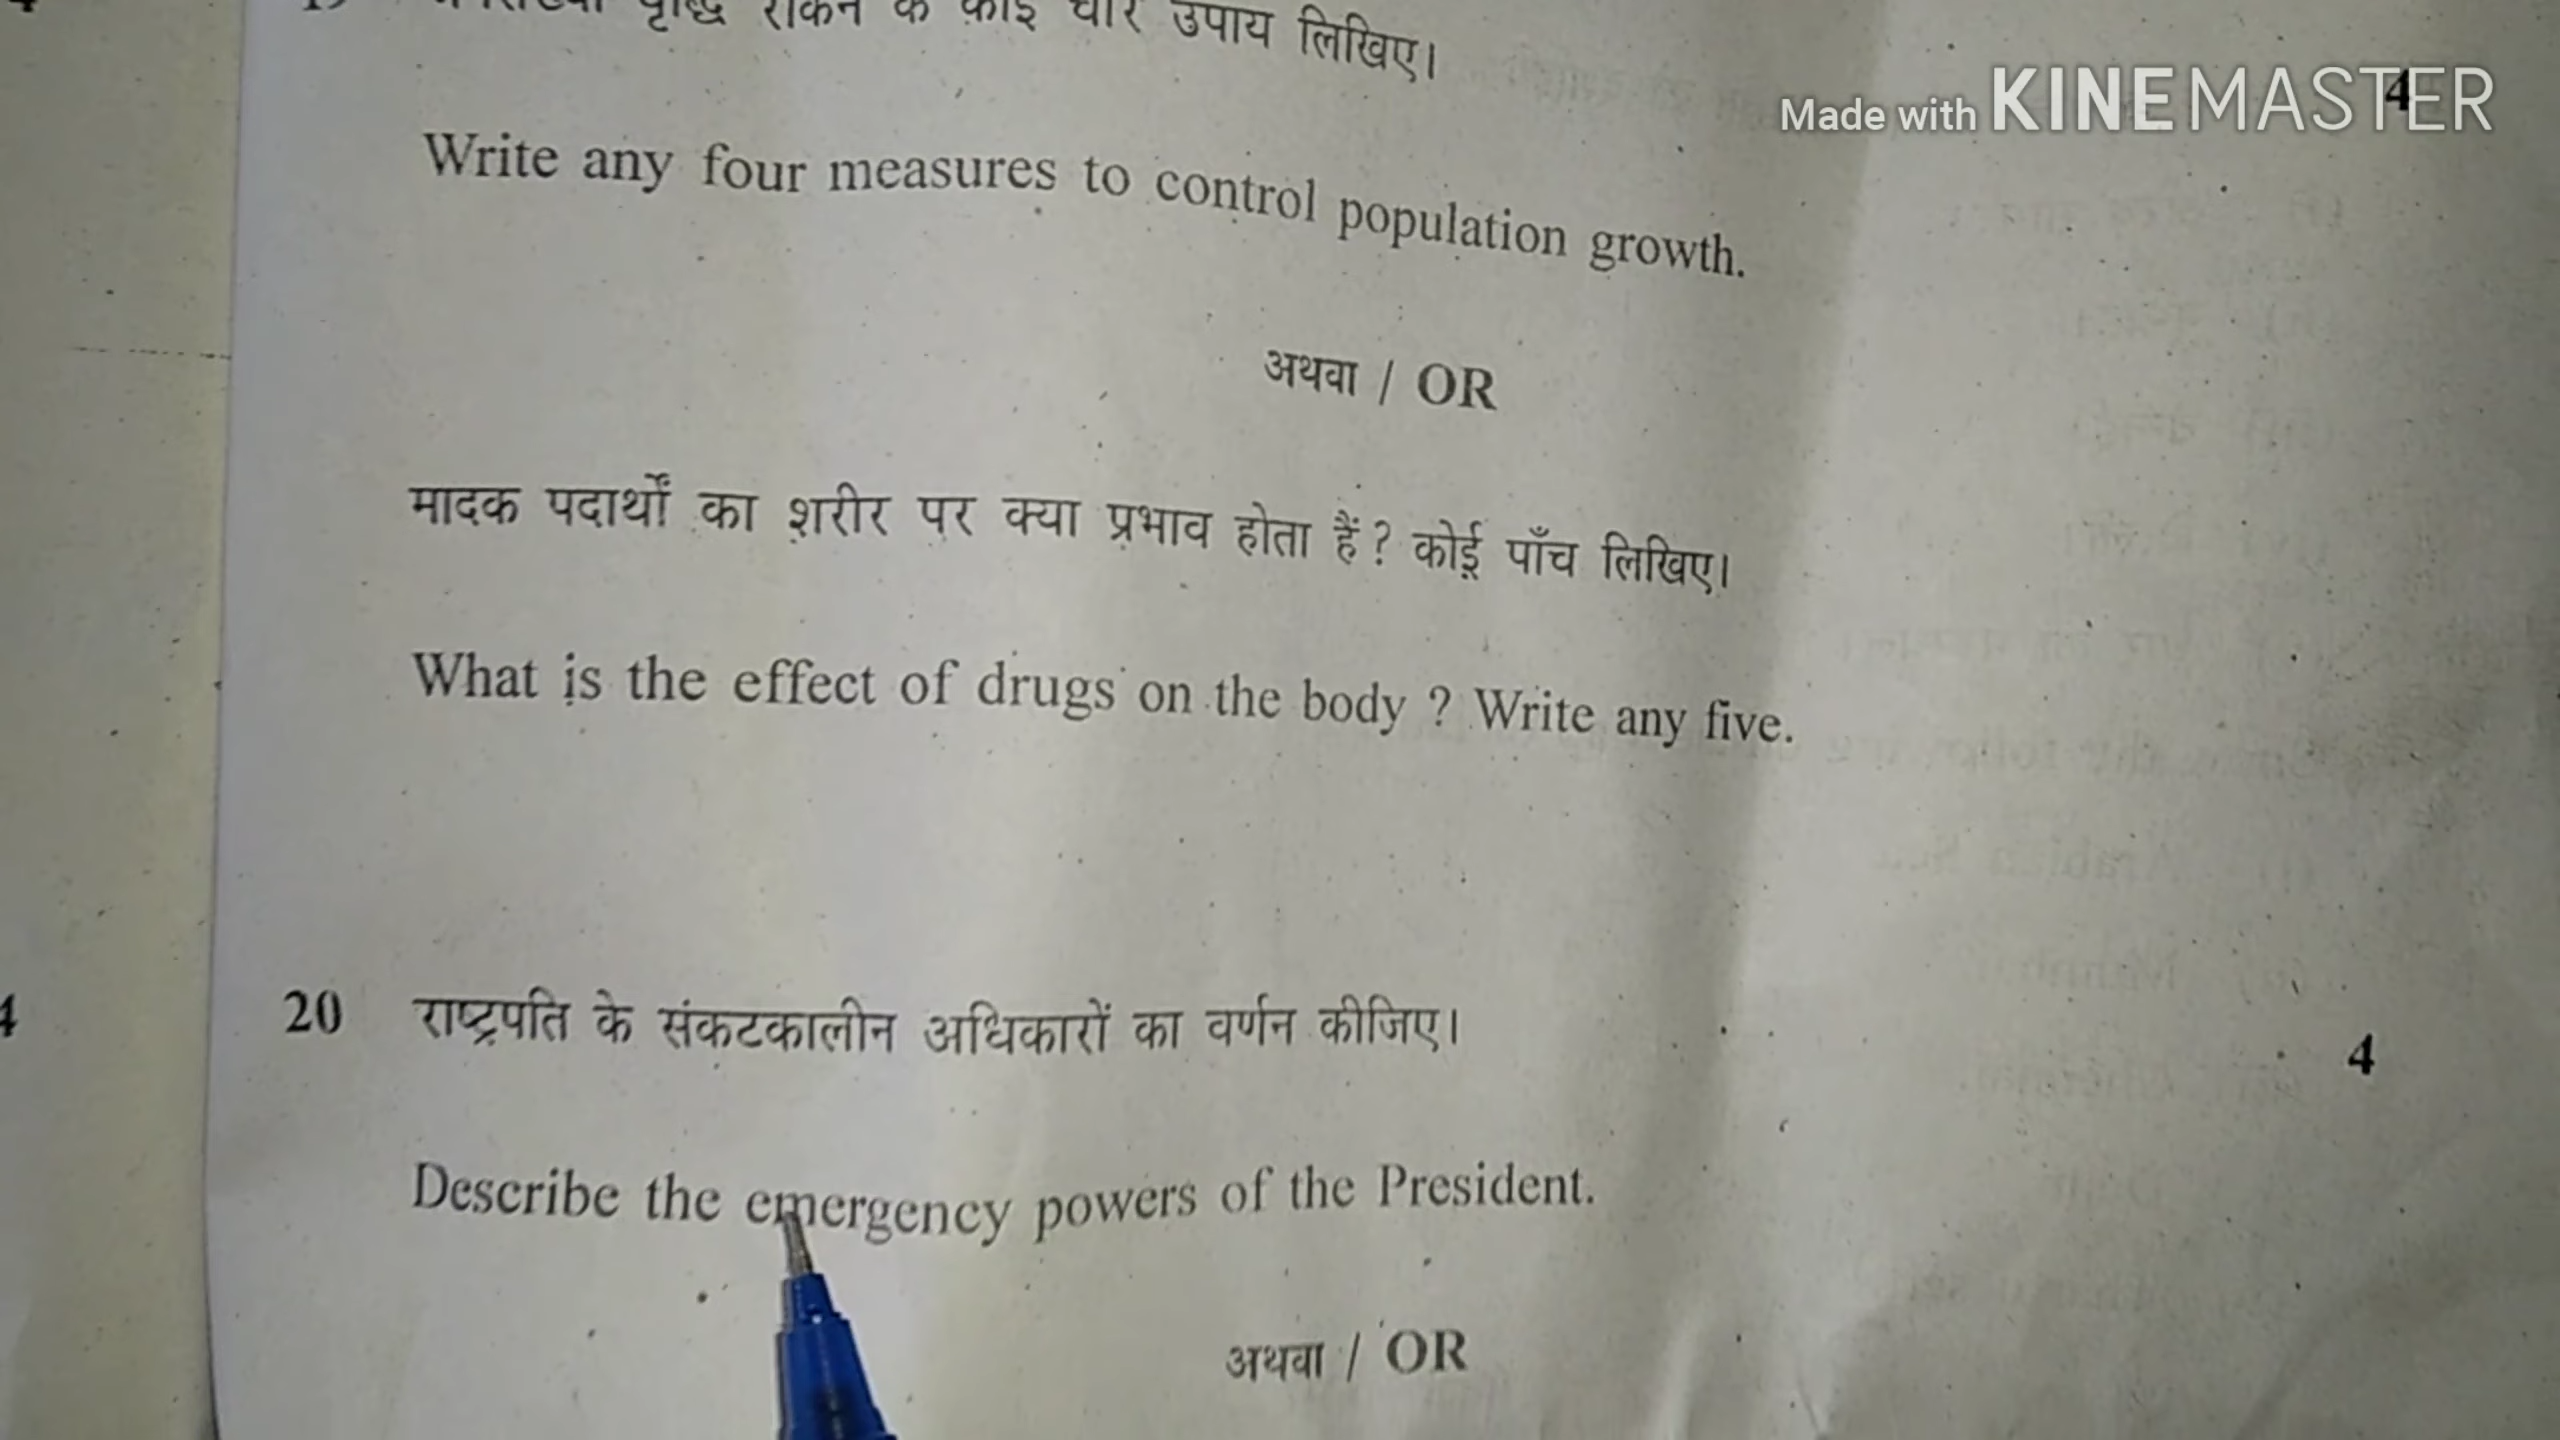 वृद्धि रोकने के कोई चार उपाय लिखिए।
4
Made with KINEMASTER
Write any four measures to control population growth.
अथवा / OR
मादक पदार्थों का शरीर पर क्या प्रभाव होता हैं? कोई पाँच लिखिए।
What is the effect of drugs on the body ? Write any five.
4
20 राष्ट्रपति के संकटकालीन अधिकारों का वर्णन कीजिए। 4
Describe the emergency powers of the President.
अथवा / OR